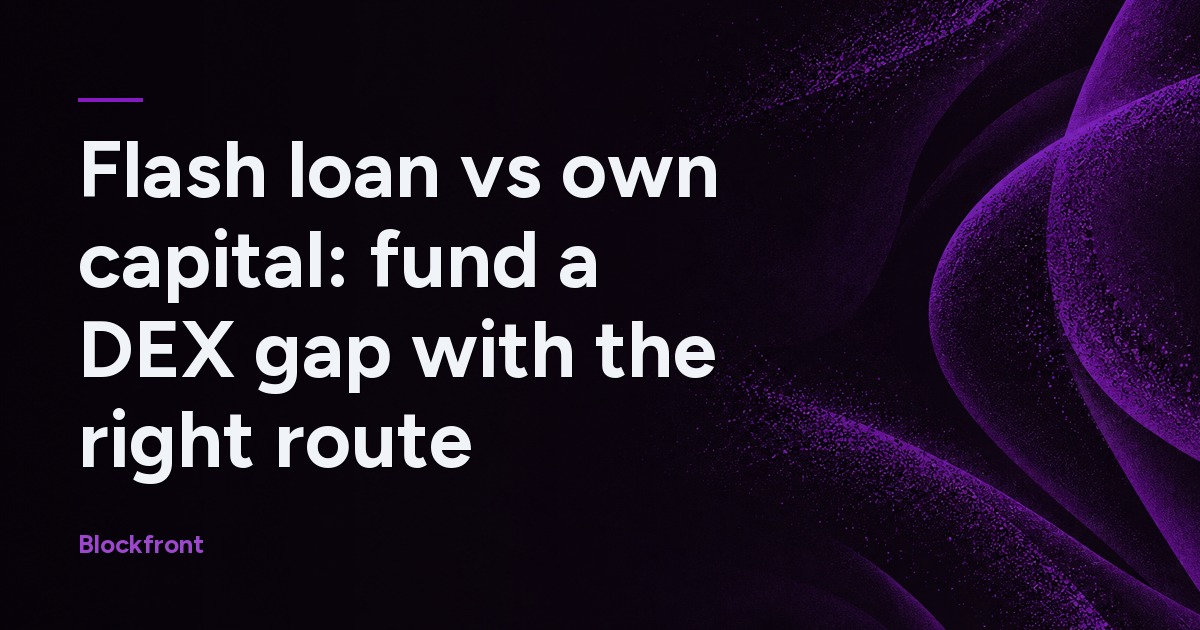 Flash loan vs own
capital: fund a
DEX gap with the
right route
Blockfront